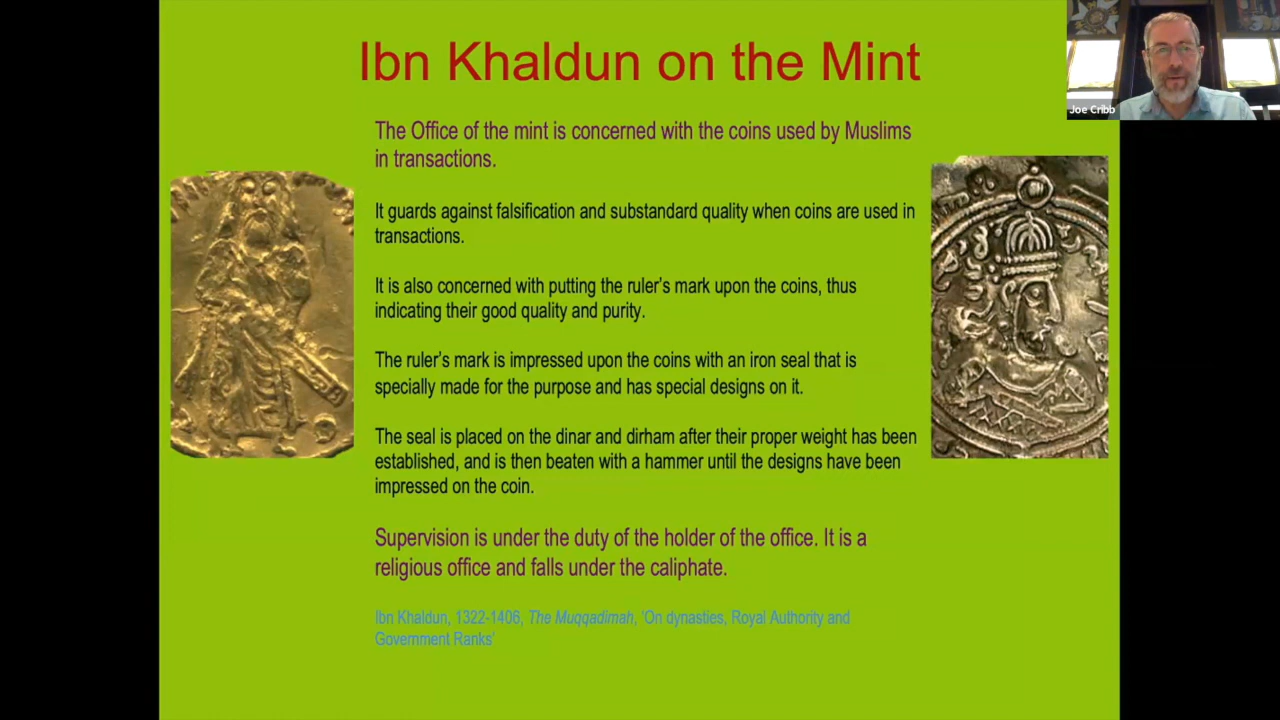 Ibn Khaldun on the Mint
Joe Cribb
The Office of the mint is concerned with the coins used by Muslims
in transactions.
It guards against falsification and substandard quality when coins are used in
transactions.
It is also concerned with putting the ruler's mark upon the coins, thus
indicating their good quality and purity.
The ruler's mark is impressed upon the coins with an iron seal that is
specially made for the purpose and has special designs on it.
The seal is placed on the dinar and dirham after their proper weight has been
established, and is then beaten with a hammer until the designs have been
impressed on the coin.
Supervision is under the duty of the holder of the office. It is a
religious office and falls under the caliphate.
Ibn Khaldun, 1322-1406, The Muqqadimah, 'On dynasties, Royal Authority and
Government Ranks'